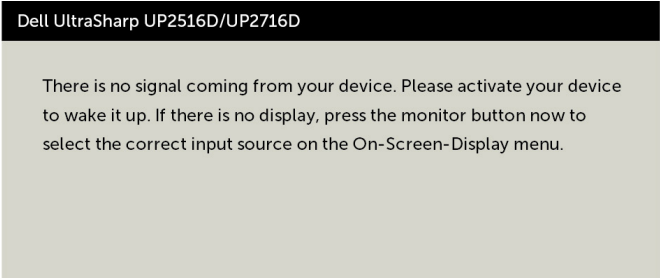 Dell UltraSharp UP2516D/UP2716D
There is no signal coming from your device. Please activate your device
to wake it up. If there is no display, press the monitor button now to
select the correct input source on the On-Screen-Display menu.